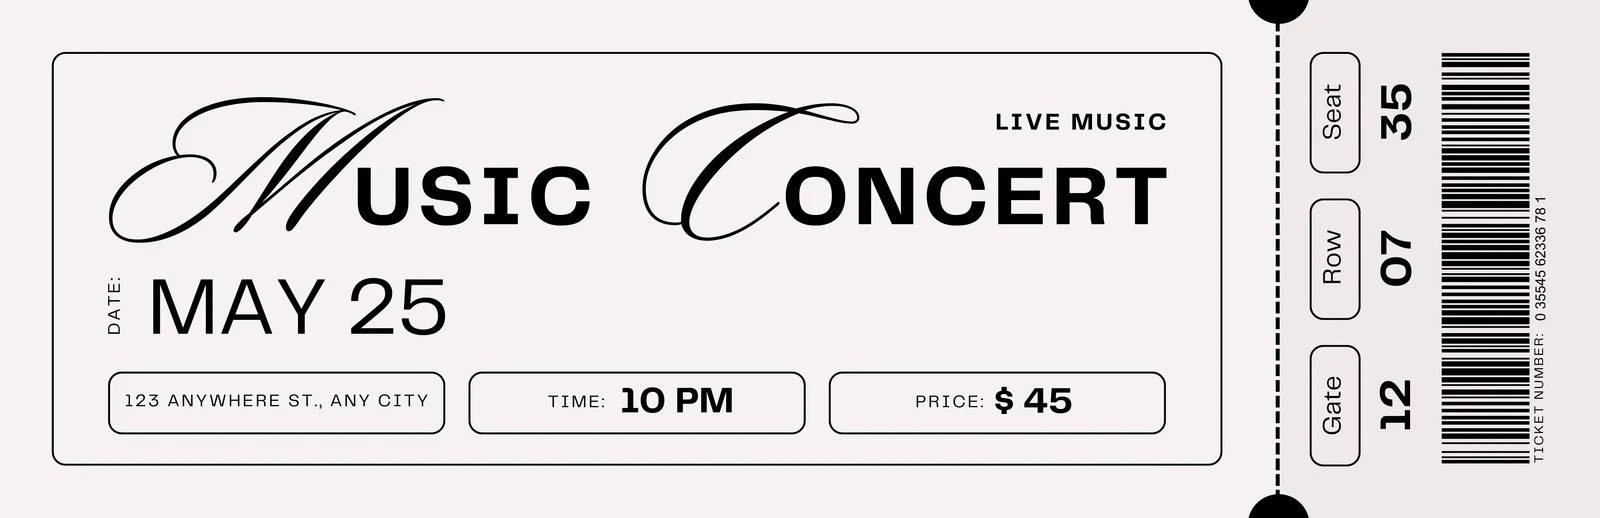 LIVE MUSIC
MUSIC CONCERT
DATE: MAY 25
123 ANYWHERE ST., ANY CITY
TIME: 10 PM
PRICE: $ 45
Gate 12
Row 07
Seat 35
TICKET NUMBER: 0 35545 62336 78 1